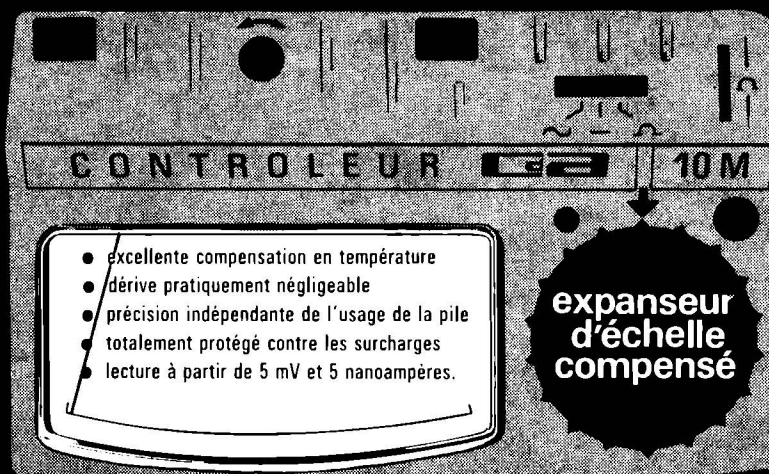 CONTROLEUR CdA 10 M
• excellente compensation en température
• dérive pratiquement négligeable
• précision indépendante de l'usage de la pile
• totalement protégé contre les surcharges
• lecture à partir de 5 mV et 5 nanoampères.
expanseur
d'échelle
compensé